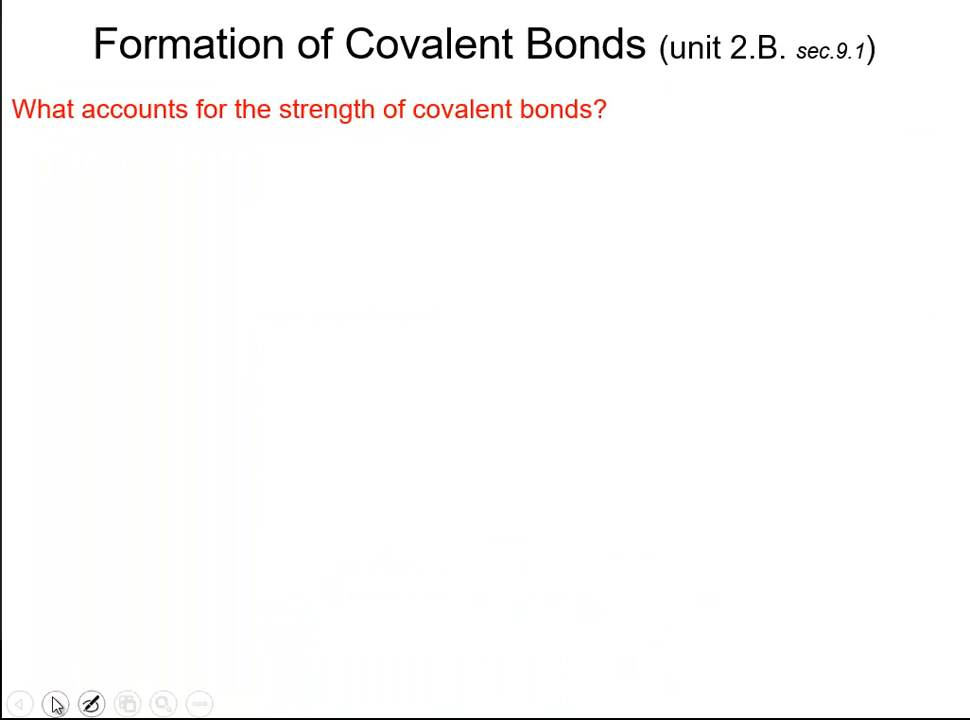 Formation of Covalent Bonds (unit 2.B. sec.9.1)
What accounts for the strength of covalent bonds?